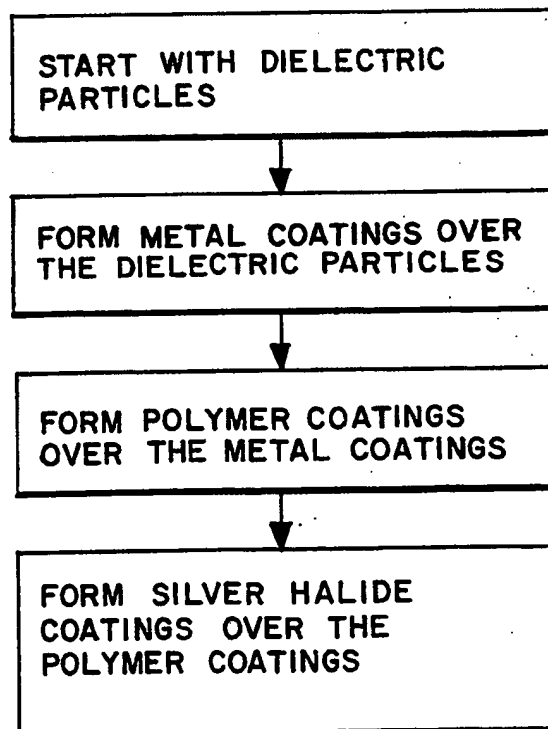 START WITH DIELECTRIC
PARTICLES
FORM METAL COATINGS OVER
THE DIELECTRIC PARTICLES
FORM POLYMER COATINGS
OVER THE METAL COATINGS
FORM SILVER HALIDE
COATINGS OVER THE
POLYMER COATINGS